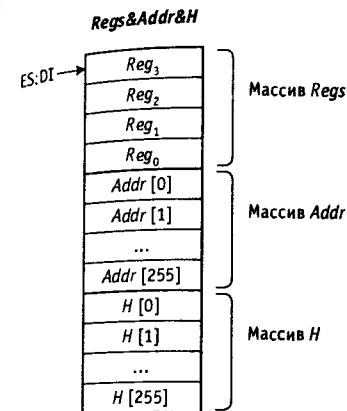 Regs&Addr&H
ES:DI
Reg₃
Reg₂
Массив Regs
Reg₁
Reg₀
Addr [0]
Addr [1]
Массив Addr
...
Addr [255]
H [0]
H [1]
Массив H
...
H [255]